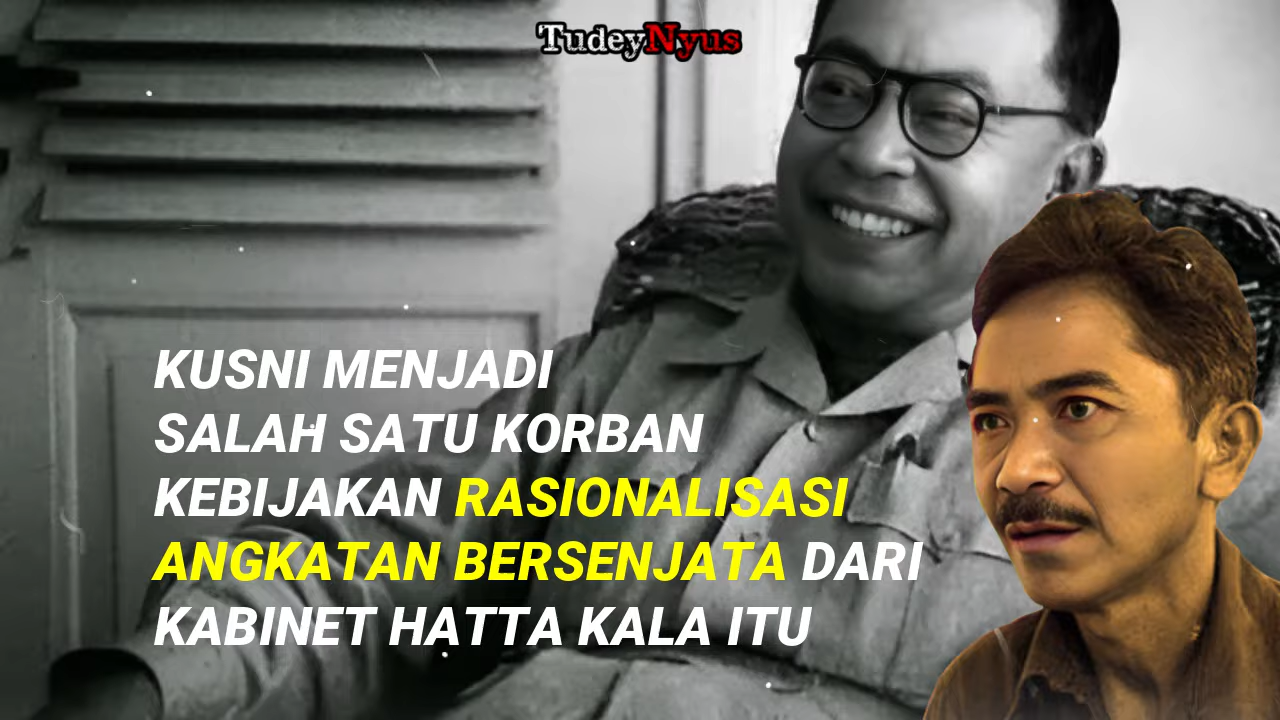 TudeyNyus
KUSNI MENJADI
SALAH SATU KORBAN
KEBIJAKAN RASIONALISASI
ANGKATAN BERSENJATA DARI
KABINET HATTA KALA ITU